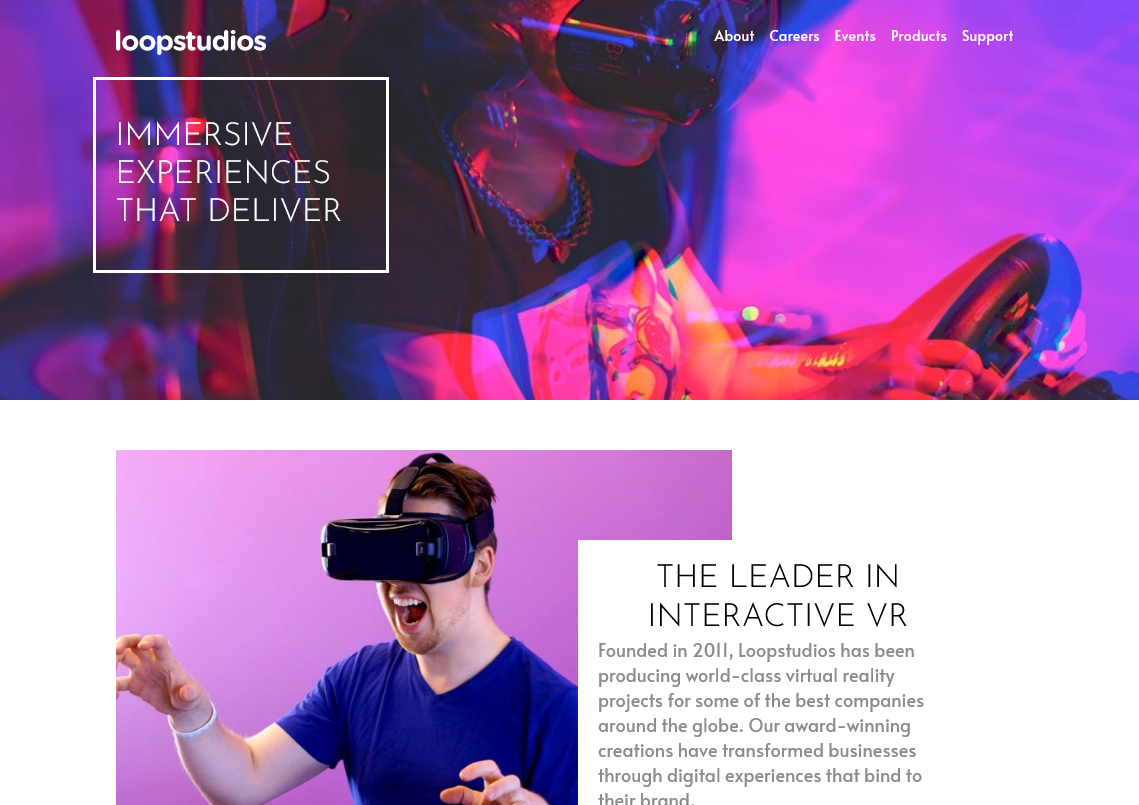 loopstudios
About Careers Events Products Support
IMMERSIVE
EXPERIENCES
THAT DELIVER
THE LEADER IN
INTERACTIVE VR
Founded in 2011, Loopstudios has been
producing world-class virtual reality
projects for some of the best companies
around the globe. Our award-winning
creations have transformed businesses
through digital experiences that bind to
their brand.